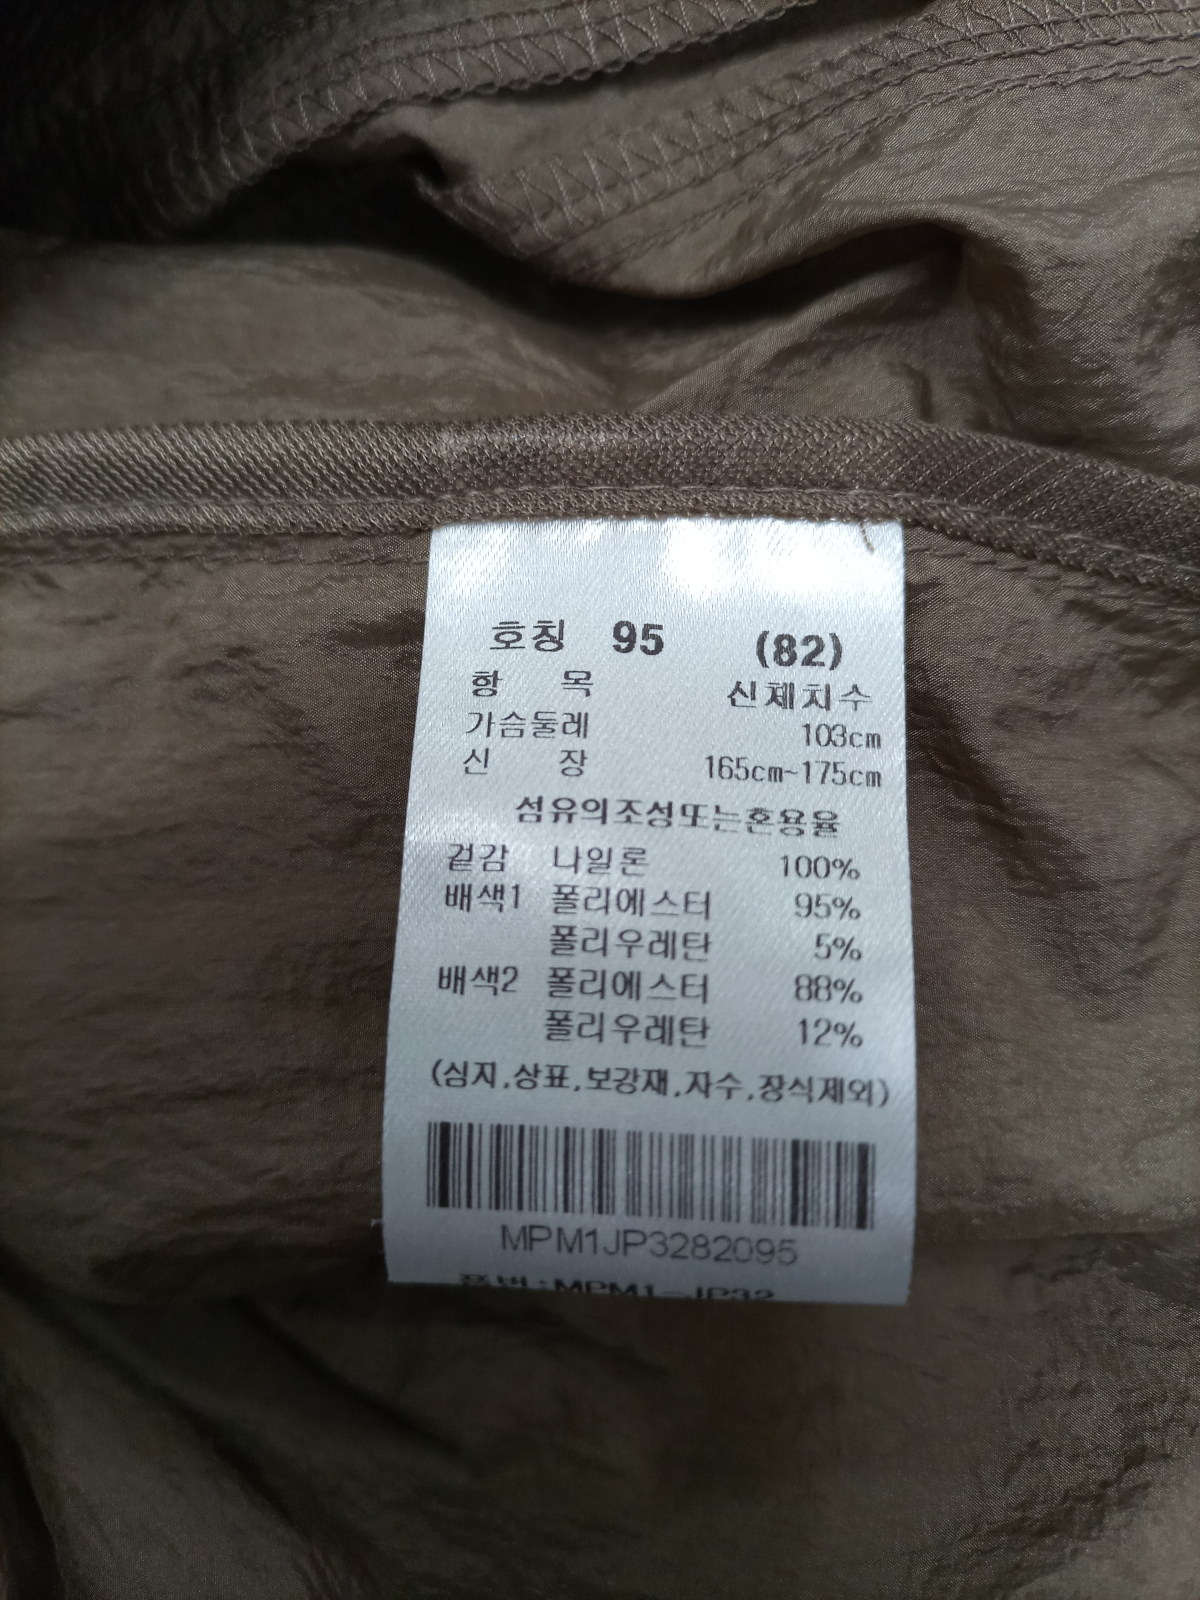 호칭 95 (82)
항 목 신체치수
가슴둘레 103cm
신 장 165cm~175cm
섬유의조성또는혼용율
겉감 나일론 100%
배색1 폴리에스터 95%
폴리우레탄 5%
배색2 폴리에스터 88%
폴리우레탄 12%
(심지,상표,보강재,자수,장식제외)
MPM1JP3282095
품번:MPM1-JP32